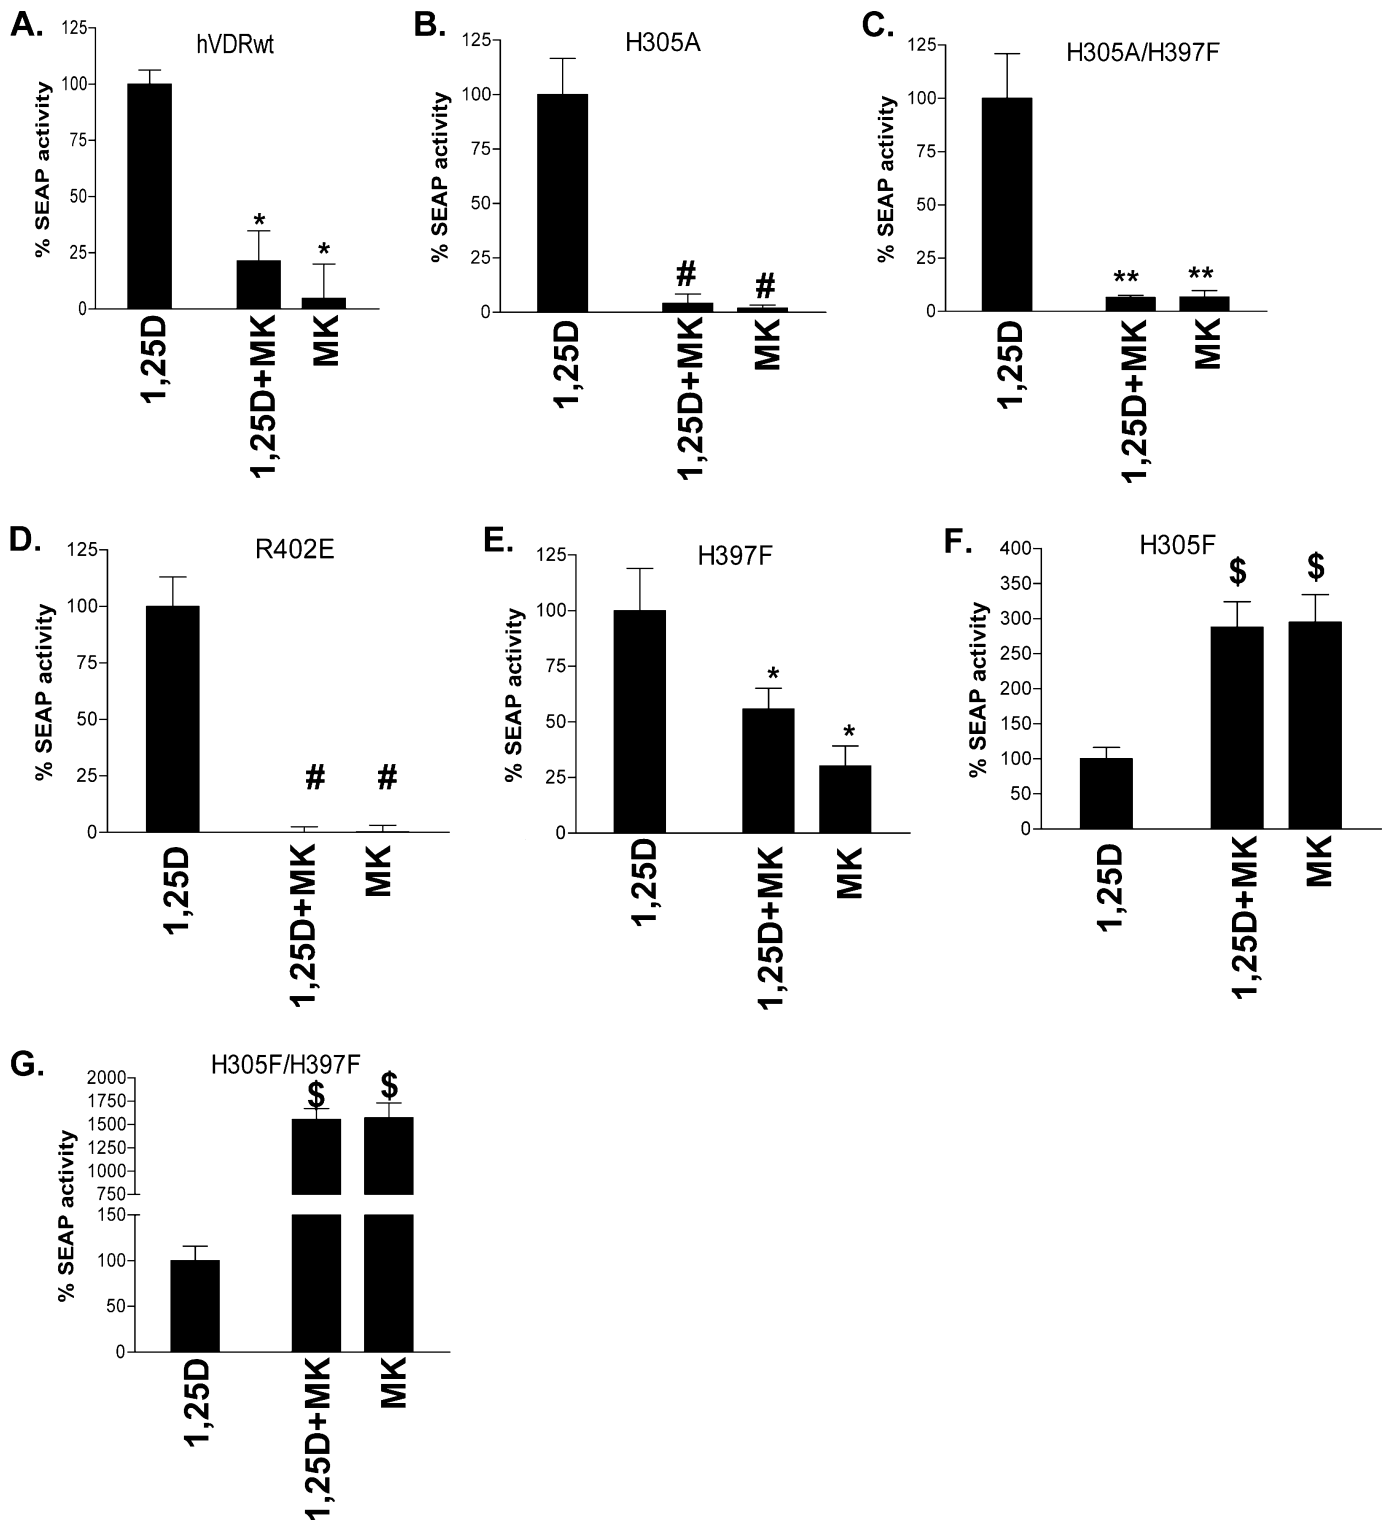 A.
hVDRwt
% SEAP activity
125
100
75
50
25
0
*
*
1,25D
1,25D+MK
MK
B.
H305A
% SEAP activity
125
100
75
50
25
0
#
#
1,25D
1,25D+MK
MK
C.
H305A/H397F
% SEAP activity
125
100
75
50
25
0
**
**
1,25D
1,25D+MK
MK
D.
R402E
% SEAP activity
125
100
75
50
25
0
#
#
1,25D
1,25D+MK
MK
E.
H397F
% SEAP activity
125
100
75
50
25
0
*
*
1,25D
1,25D+MK
MK
F.
H305F
% SEAP activity
400
350
300
250
200
150
100
50
0
$
$
1,25D
1,25D+MK
MK
G.
H305F/H397F
% SEAP activity
2000
1750
1500
1250
1000
750
150
100
50
0
$
$
1,25D
1,25D+MK
MK